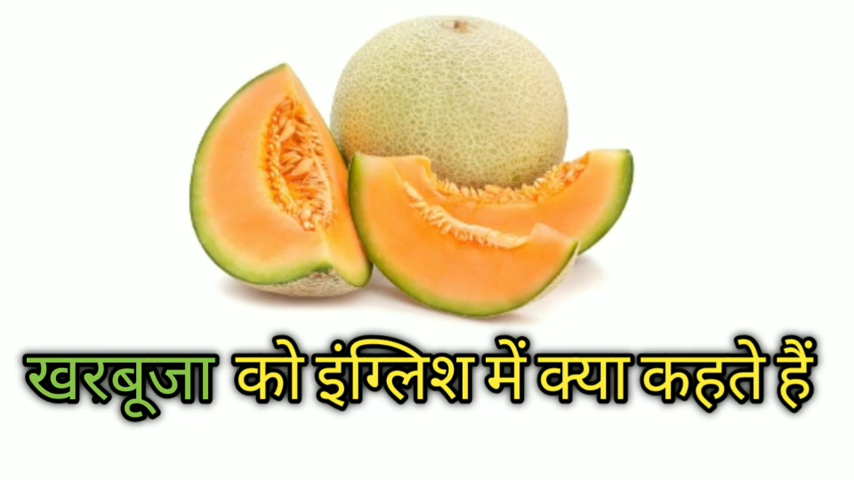 खरबूजा को इंग्लिश में क्या कहते हैं